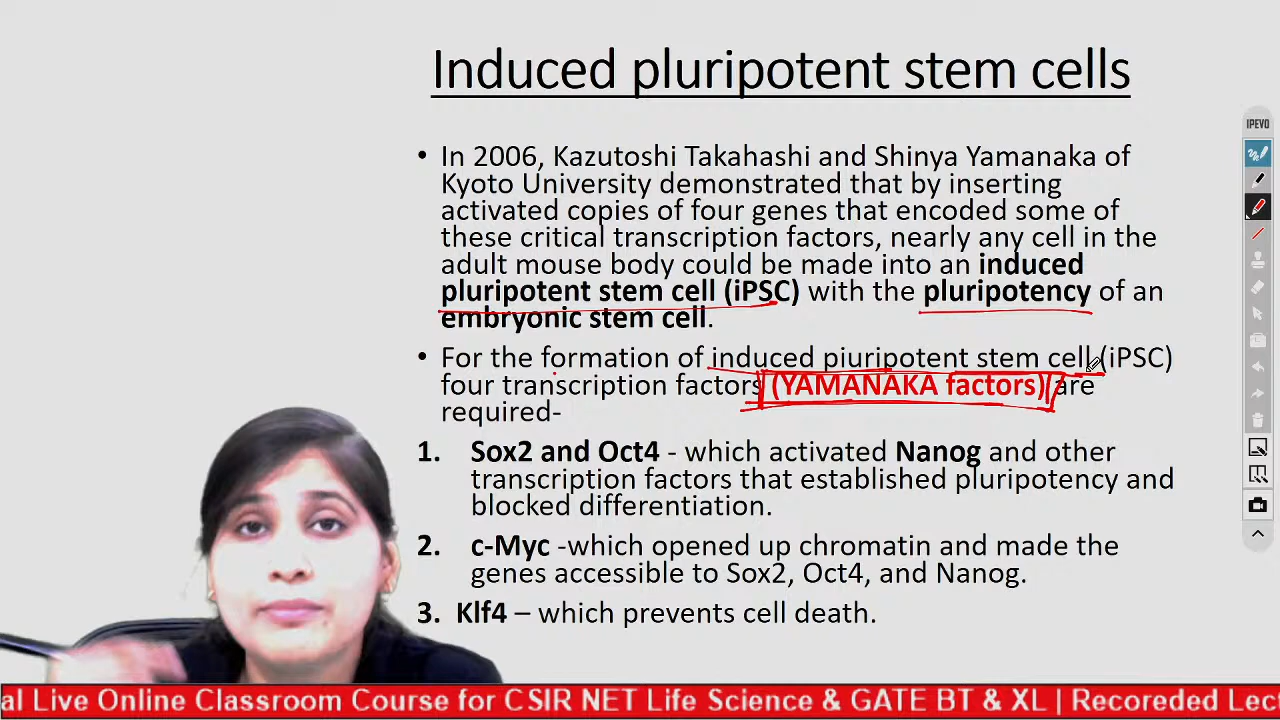 Induced pluripotent stem cells
• In 2006, Kazutoshi Takahashi and Shinya Yamanaka of
Kyoto University demonstrated that by inserting
activated copies of four genes that encoded some of
these critical transcription factors, nearly any cell in the
adult mouse body could be made into an induced
pluripotent stem cell (iPSC) with the pluripotency of an
embryonic stem cell.
• For the formation of induced piuripotent stem cell (iPSC)
four transcription factors (YAMANAKA factors) are
required-
1. Sox2 and Oct4 - which activated Nanog and other
transcription factors that established pluripotency and
blocked differentiation.
2. c-Myc -which opened up chromatin and made the
genes accessible to Sox2, Oct4, and Nanog.
3. Klf4 – which prevents cell death.
IPEVO
al Live Online Classroom Course for CSIR NET Life Science & GATE BT & XL | Recoreded Lect